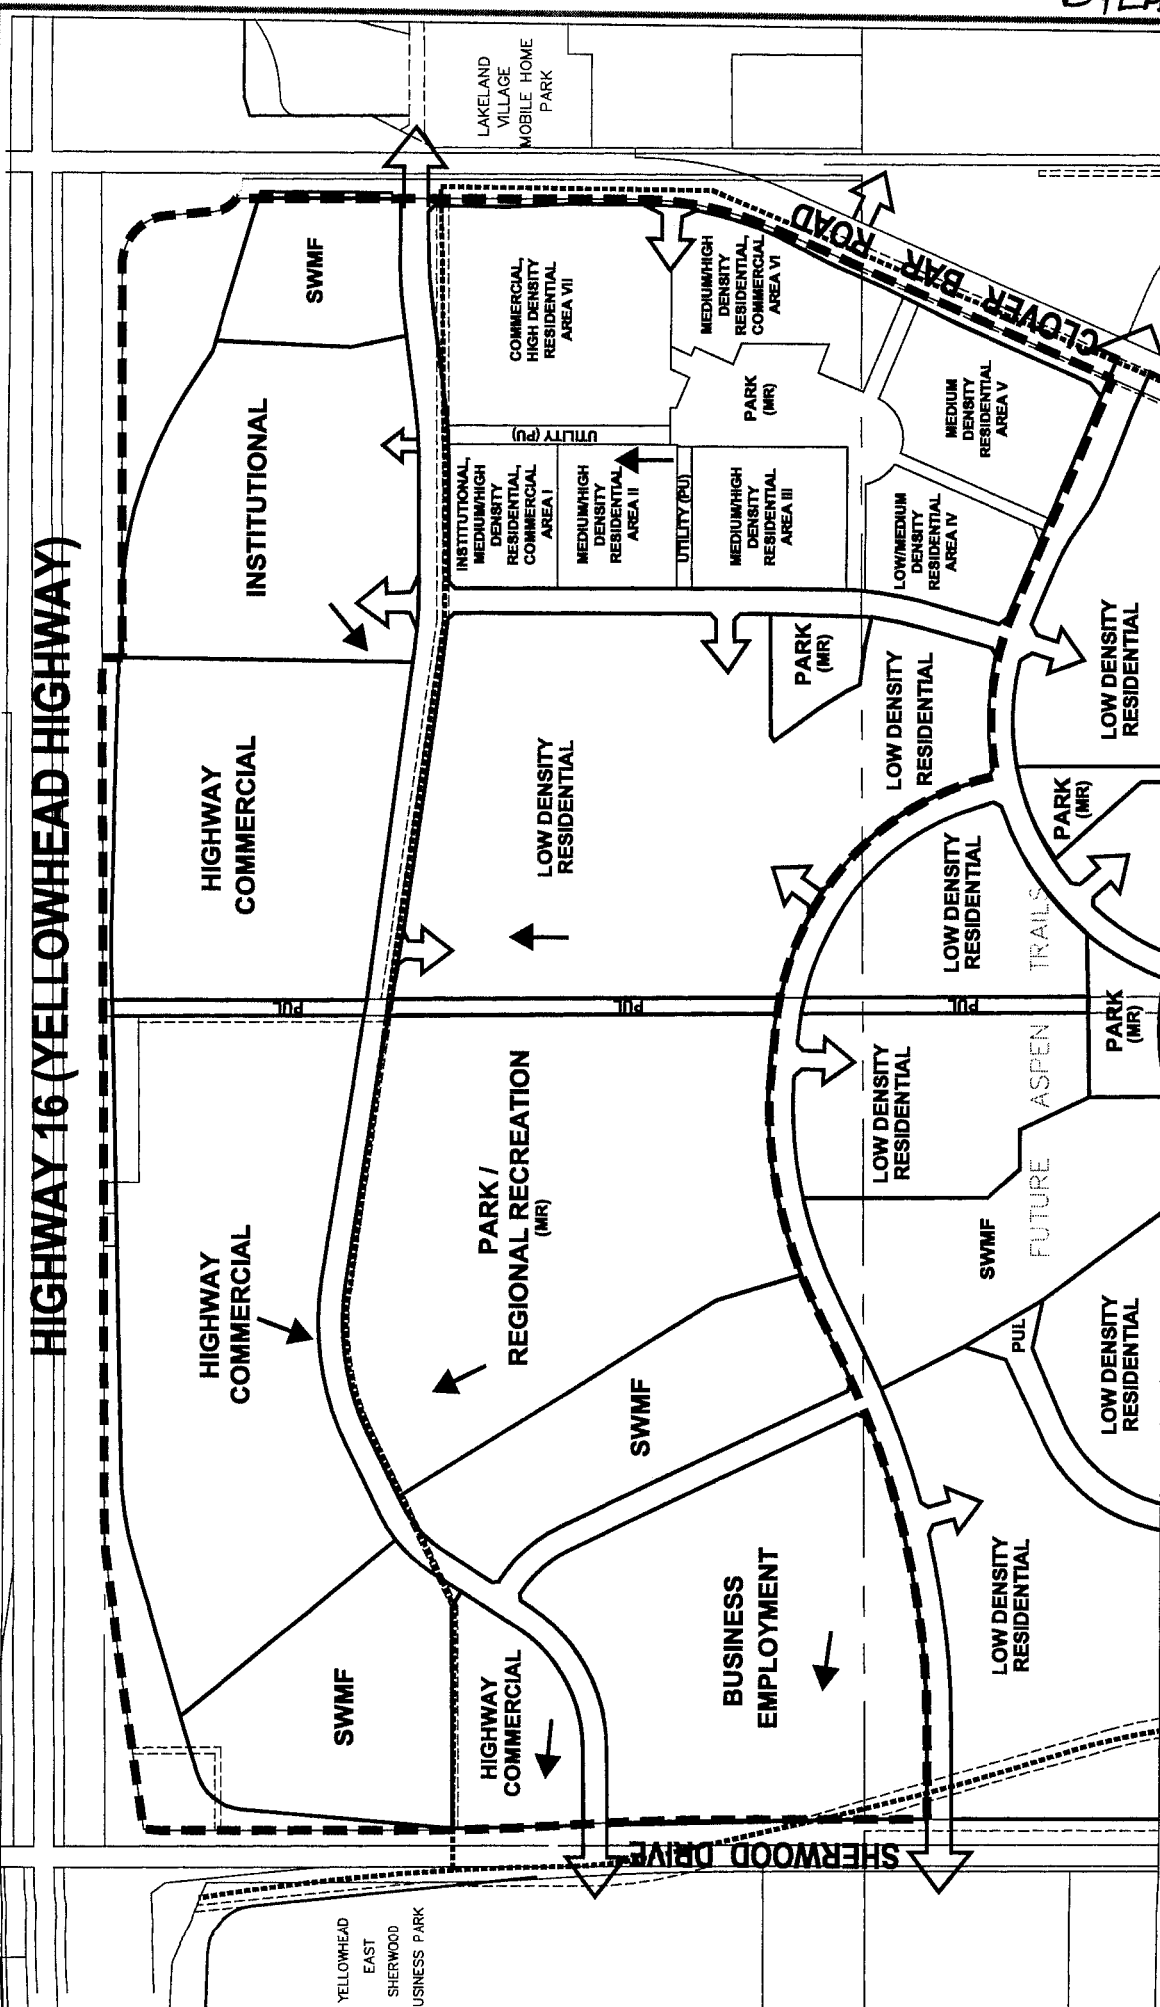 HIGHWAY 16 (YELLOWHEAD HIGHWAY)
YELLOWHEAD
EAST
SHERWOOD
USINESS PARK
SHERWOOD DRIVE
SWMF
HIGHWAY
COMMERCIAL
HIGHWAY
COMMERCIAL
BUSINESS
EMPLOYMENT
SWMF
PARK /
REGIONAL RECREATION
(MR)
PUL
PUL
PUL
HIGHWAY
COMMERCIAL
LOW DENSITY
RESIDENTIAL
INSTITUTIONAL
SWMF
LAKELAND
VILLAGE
MOBILE HOME
PARK
INSTITUTIONAL,
MEDIUM/HIGH
DENSITY
RESIDENTIAL,
COMMERCIAL
AREA I
MEDIUM/HIGH
DENSITY
RESIDENTIAL
AREA II
UTILITY (PU)
UTILITY (PU)
COMMERCIAL,
HIGH DENSITY
RESIDENTIAL
AREA VII
MEDIUM/HIGH
DENSITY
RESIDENTIAL
AREA III
PARK
(MR)
MEDIUM/HIGH
DENSITY
RESIDENTIAL,
COMMERCIAL
AREA VI
CLOVER BAR ROAD
LOW/MEDIUM
DENSITY
RESIDENTIAL
AREA IV
MEDIUM
DENSITY
RESIDENTIAL
AREA V
PARK
(MR)
LOW DENSITY
RESIDENTIAL
LOW DENSITY
RESIDENTIAL
LOW DENSITY
RESIDENTIAL
LOW DENSITY
RESIDENTIAL
SWMF
FUTURE ASPEN TRAILS
PUL
LOW DENSITY
RESIDENTIAL
LOW DENSITY
RESIDENTIAL
PARK
(MR)
PARK
(MR)